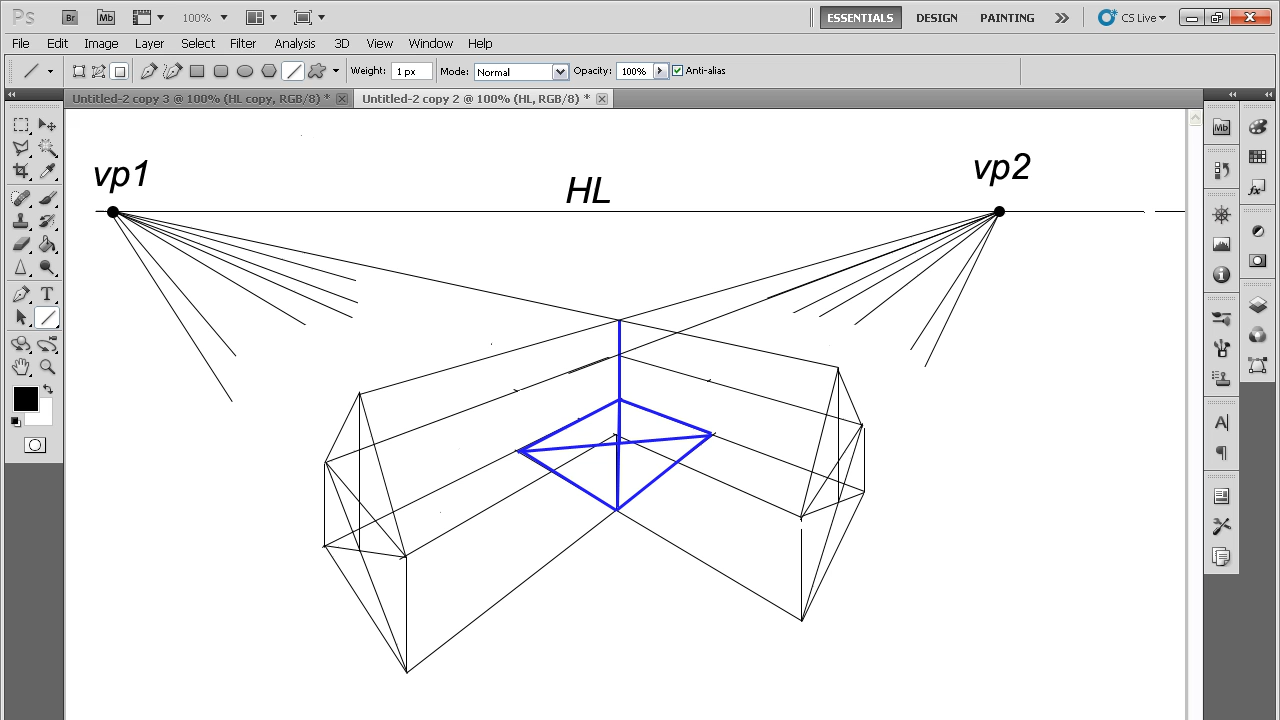 Ps Br Mb 100% ESSENTIALS DESIGN PAINTING CS Live
File Edit Image Layer Select Filter Analysis 3D View Window Help
Weight: 1 px Mode: Normal Opacity: 100% Anti-alias
Untitled-2 copy 3 @ 100% (HL copy, RGB/8) * Untitled-2 copy 2 @ 100% (HL, RGB/8) *
vp1 HL vp2